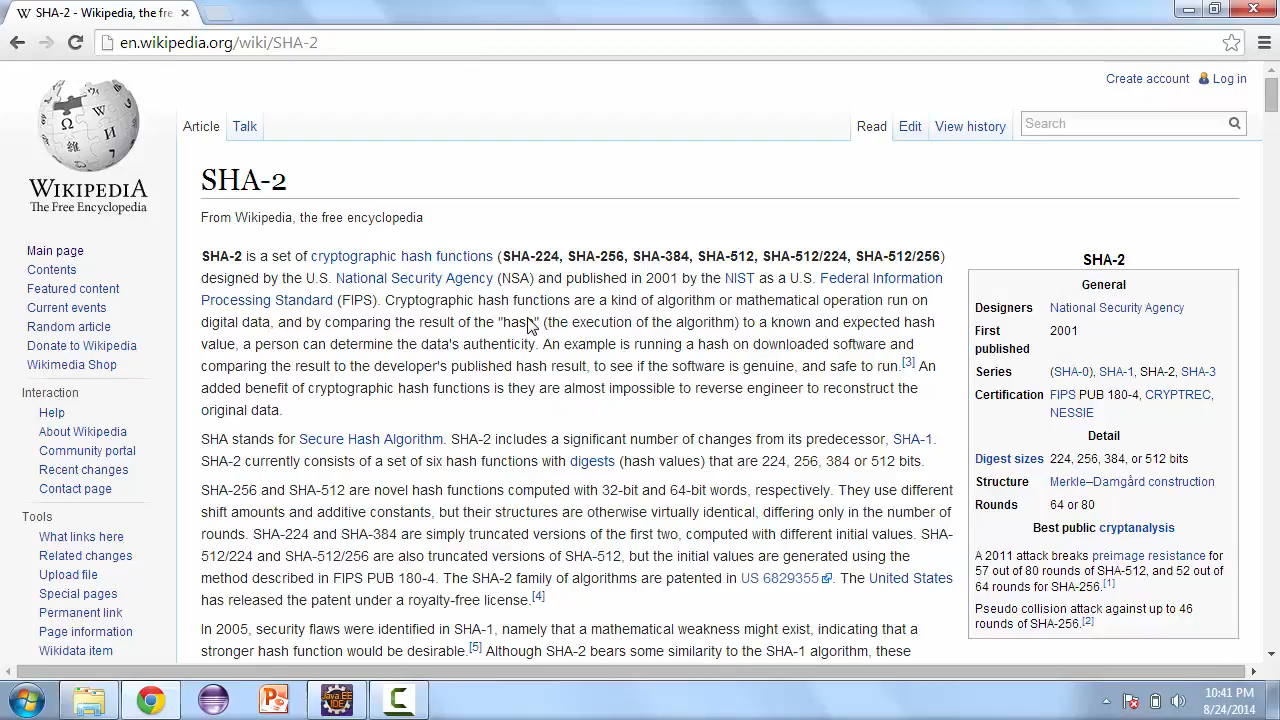 SHA-2 - Wikipedia, the fre
en.wikipedia.org/wiki/SHA-2
Create account Log in
Article Talk Read Edit View history Search
WIKIPEDIA
The Free Encyclopedia
Main page
Contents
Featured content
Current events
Random article
Donate to Wikipedia
Wikimedia Shop
Interaction
Help
About Wikipedia
Community portal
Recent changes
Contact page
Tools
What links here
Related changes
Upload file
Special pages
Permanent link
Page information
Wikidata item
SHA-2
From Wikipedia, the free encyclopedia
SHA-2 is a set of cryptographic hash functions (SHA-224, SHA-256, SHA-384, SHA-512, SHA-512/224, SHA-512/256)
designed by the U.S. National Security Agency (NSA) and published in 2001 by the NIST as a U.S. Federal Information
Processing Standard (FIPS). Cryptographic hash functions are a kind of algorithm or mathematical operation run on
digital data, and by comparing the result of the "hash" (the execution of the algorithm) to a known and expected hash
value, a person can determine the data's authenticity. An example is running a hash on downloaded software and
comparing the result to the developer's published hash result, to see if the software is genuine, and safe to run.[3] An
added benefit of cryptographic hash functions is they are almost impossible to reverse engineer to reconstruct the
original data.
SHA stands for Secure Hash Algorithm. SHA-2 includes a significant number of changes from its predecessor, SHA-1.
SHA-2 currently consists of a set of six hash functions with digests (hash values) that are 224, 256, 384 or 512 bits.
SHA-256 and SHA-512 are novel hash functions computed with 32-bit and 64-bit words, respectively. They use different
shift amounts and additive constants, but their structures are otherwise virtually identical, differing only in the number of
rounds. SHA-224 and SHA-384 are simply truncated versions of the first two, computed with different initial values. SHA-
512/224 and SHA-512/256 are also truncated versions of SHA-512, but the initial values are generated using the
method described in FIPS PUB 180-4. The SHA-2 family of algorithms are patented in US 6829355. The United States
has released the patent under a royalty-free license.[4]
In 2005, security flaws were identified in SHA-1, namely that a mathematical weakness might exist, indicating that a
stronger hash function would be desirable.[5] Although SHA-2 bears some similarity to the SHA-1 algorithm, these
SHA-2
General
Designers National Security Agency
First published 2001
Series (SHA-0), SHA-1, SHA-2, SHA-3
Certification FIPS PUB 180-4, CRYPTREC,
NESSIE
Detail
Digest sizes 224, 256, 384, or 512 bits
Structure Merkle–Damgård construction
Rounds 64 or 80
Best public cryptanalysis
A 2011 attack breaks preimage resistance for
57 out of 80 rounds of SHA-512, and 52 out of
64 rounds for SHA-256.[1]
Pseudo collision attack against up to 46
rounds of SHA-256.[2]
Java EE
IDE
10:41 PM
8/24/2014